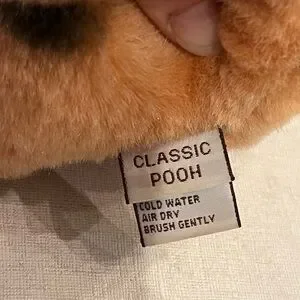 CLASSIC
POOH
COLD WATER
AIR DRY
BRUSH GENTLY